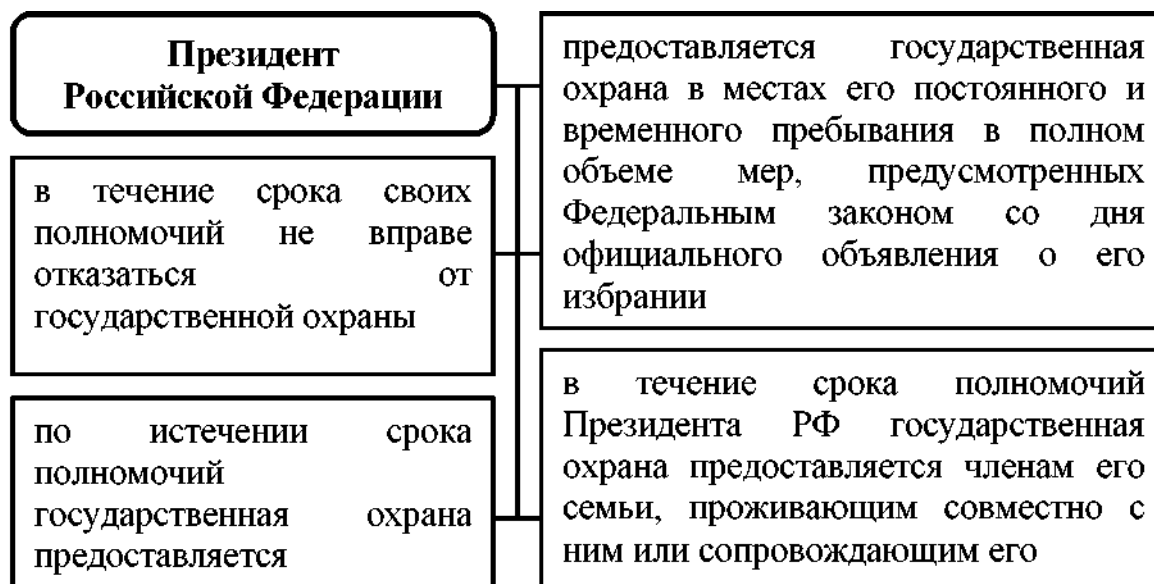 Президент
Российской Федерации
предоставляется государственная
охрана в местах его постоянного и
временного пребывания в полном
объеме мер, предусмотренных
Федеральным законом со дня
официального объявления о его
избрании
в течение срока своих
полномочий не вправе
отказаться от
государственной охраны
в течение срока полномочий
Президента РФ государственная
охрана предоставляется членам его
семьи, проживающим совместно с
ним или сопровождающим его
по истечении срока
полномочий
государственная охрана
предоставляется